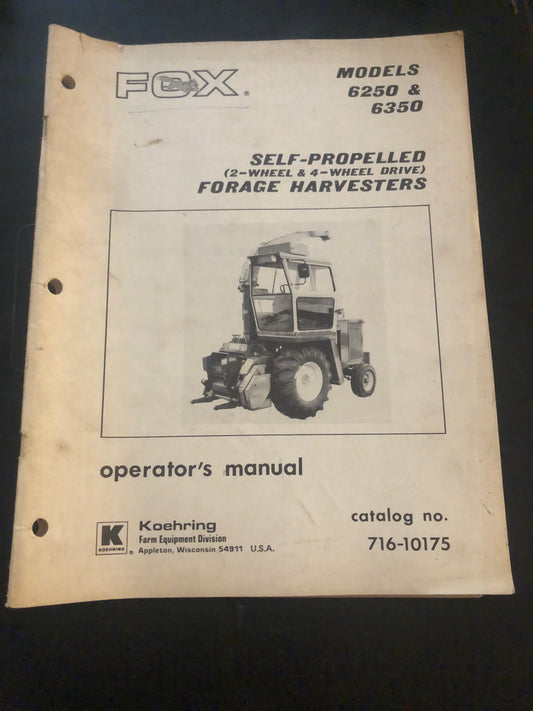 FOX®
MODELS
6250 &
6350
SELF-PROPELLED
(2-WHEEL & 4-WHEEL DRIVE)
FORAGE HARVESTERS
operator's manual
K
KOEHRING®
Koehring
Farm Equipment Division
Appleton, Wisconsin 54911 U.S.A.
catalog no.
716-10175